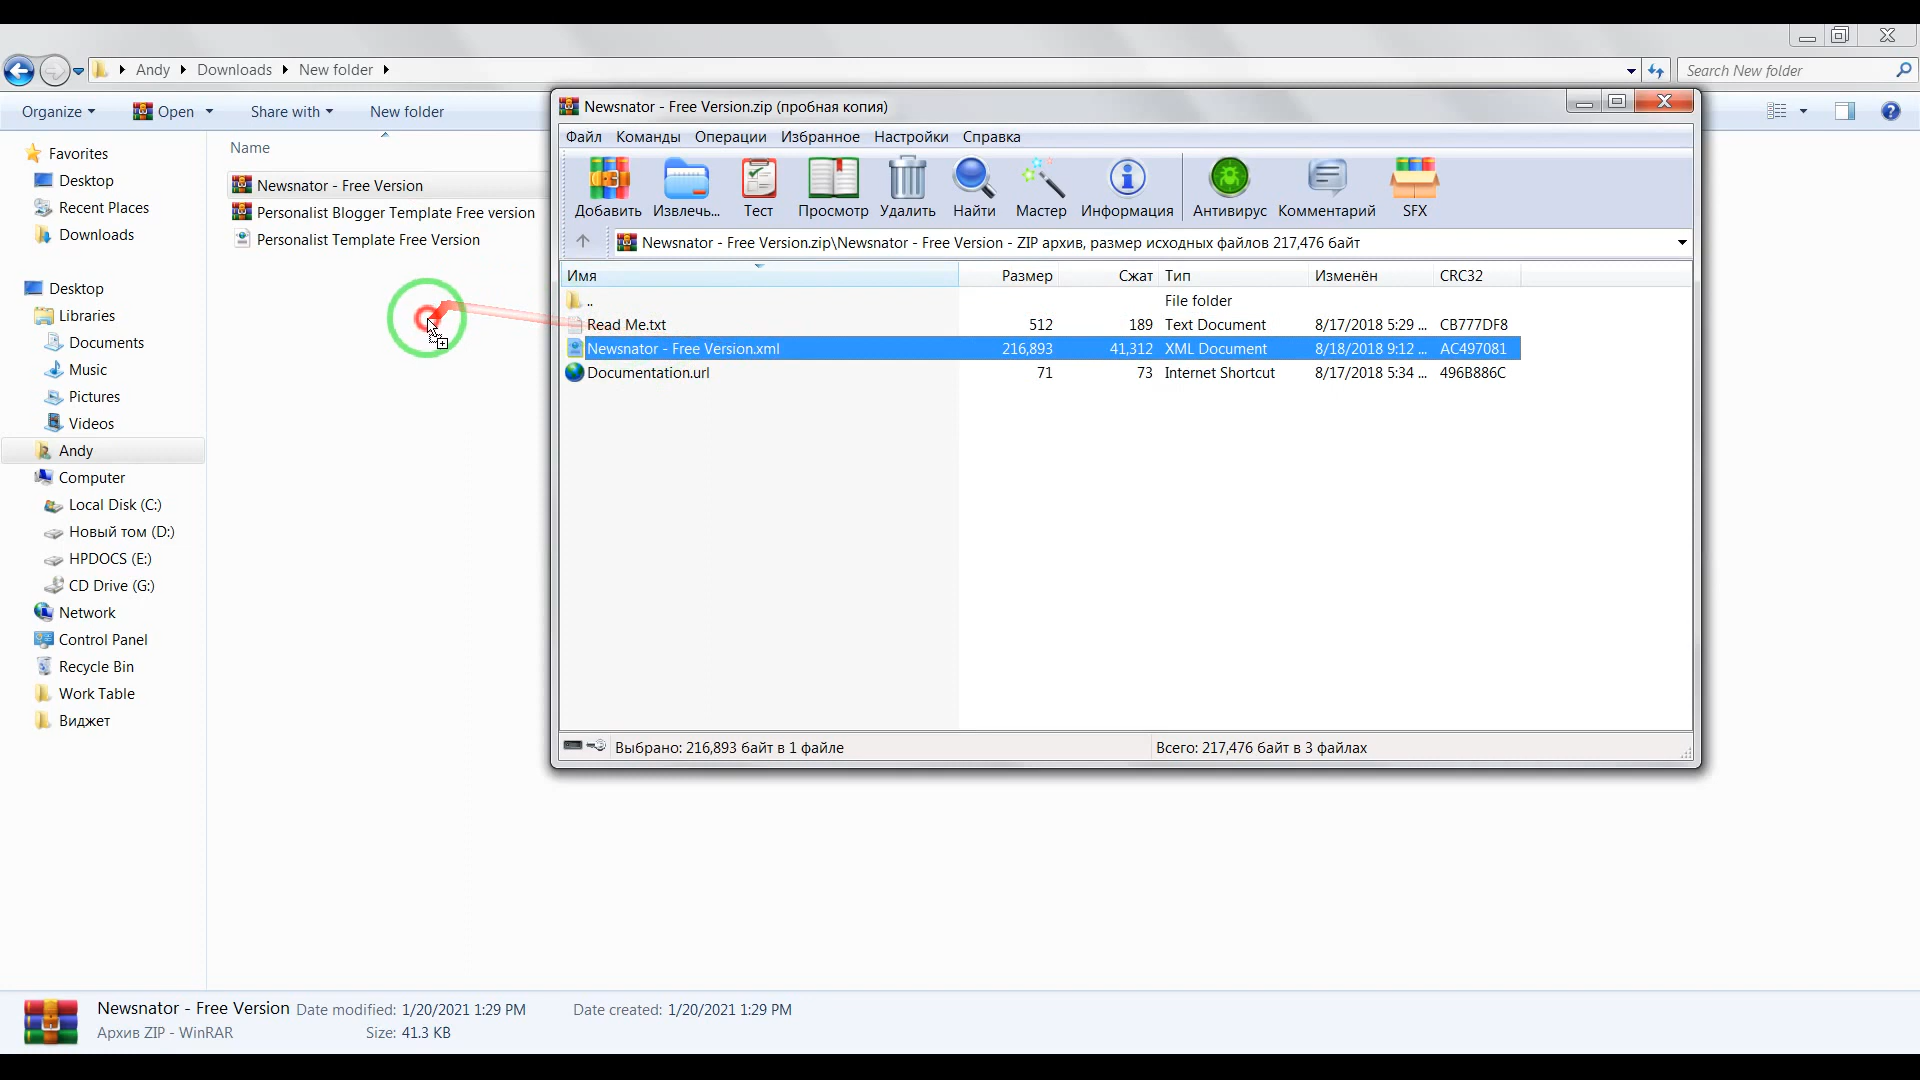 Andy Downloads New folder
Search New folder
Organize Open Share with New folder
Favorites
Desktop
Recent Places
Downloads
Desktop
Libraries
Documents
Music
Pictures
Videos
Andy
Computer
Local Disk (C:)
Новый том (D:)
HPDOCS (E:)
CD Drive (G:)
Network
Control Panel
Recycle Bin
Work Table
Виджет
Name
Newsnator - Free Version
Personalist Blogger Template Free version
Personalist Template Free Version
Newsnator - Free Version.zip (пробная копия)
Файл Команды Операции Избранное Настройки Справка
Добавить Извлечь... Тест Просмотр Удалить Найти Мастер Информация Антивирус Комментарий SFX
Newsnator - Free Version.zip\Newsnator - Free Version - ZIP архив, размер исходных файлов 217,476 байт
Имя Размер Сжат Тип Изменён CRC32
.. File folder
Read Me.txt 512 189 Text Document 8/17/2018 5:29 ... CB777DF8
Newsnator - Free Version.xml 216,893 41,312 XML Document 8/18/2018 9:12 ... AC497081
Documentation.url 71 73 Internet Shortcut 8/17/2018 5:34 ... 496B886C
Выбрано: 216,893 байт в 1 файле Всего: 217,476 байт в 3 файлах
Newsnator - Free Version Date modified: 1/20/2021 1:29 PM Date created: 1/20/2021 1:29 PM
Архив ZIP - WinRAR Size: 41.3 KB